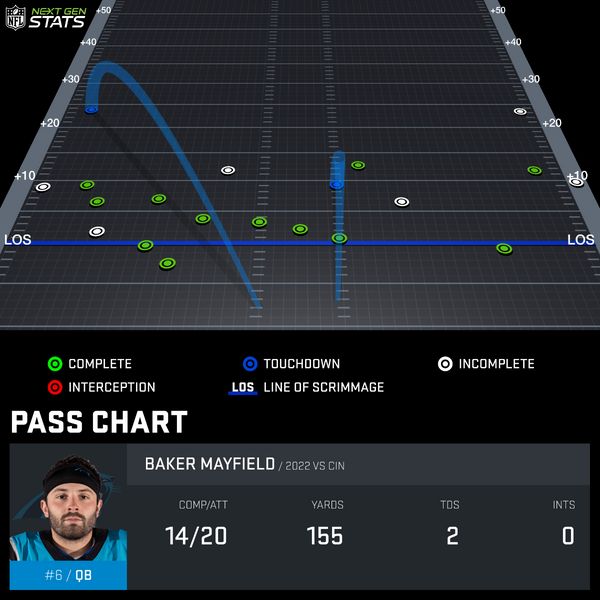 NFL NEXT GEN STATS
+50 +50
+40 +40
+30 +30
+20 +20
+10 +10
LOS LOS
COMPLETE TOUCHDOWN INCOMPLETE
INTERCEPTION LOS LINE OF SCRIMMAGE
PASS CHART
BAKER MAYFIELD / 2022 VS CIN
COMP/ATT YARDS TDS INTS
14/20 155 2 0
#6 / QB